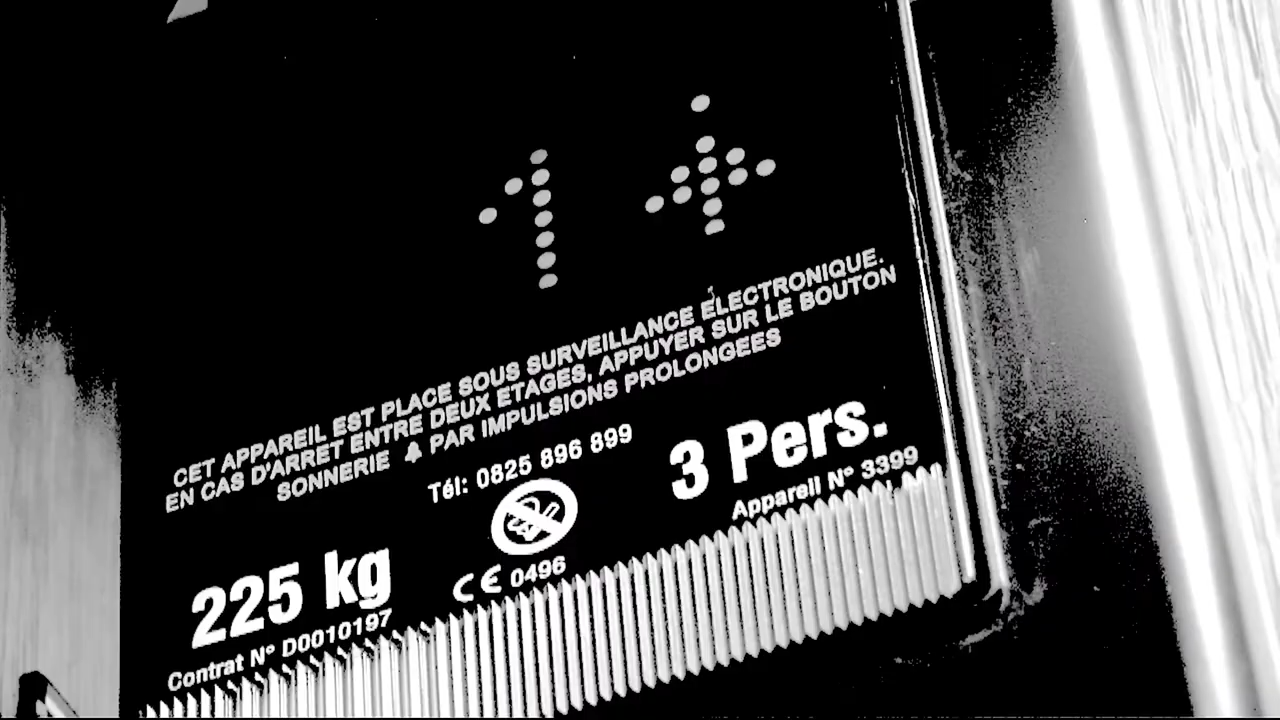 1
CET APPAREIL EST PLACE SOUS SURVEILLANCE ELECTRONIQUE.
EN CAS D'ARRET ENTRE DEUX ETAGES, APPUYER SUR LE BOUTON
SONNERIE PAR IMPULSIONS PROLONGEES
Tél: 0825 896 899
3 Pers.
Appareil N° 3399
225 kg
CE 0496
Contrat N° D0010197